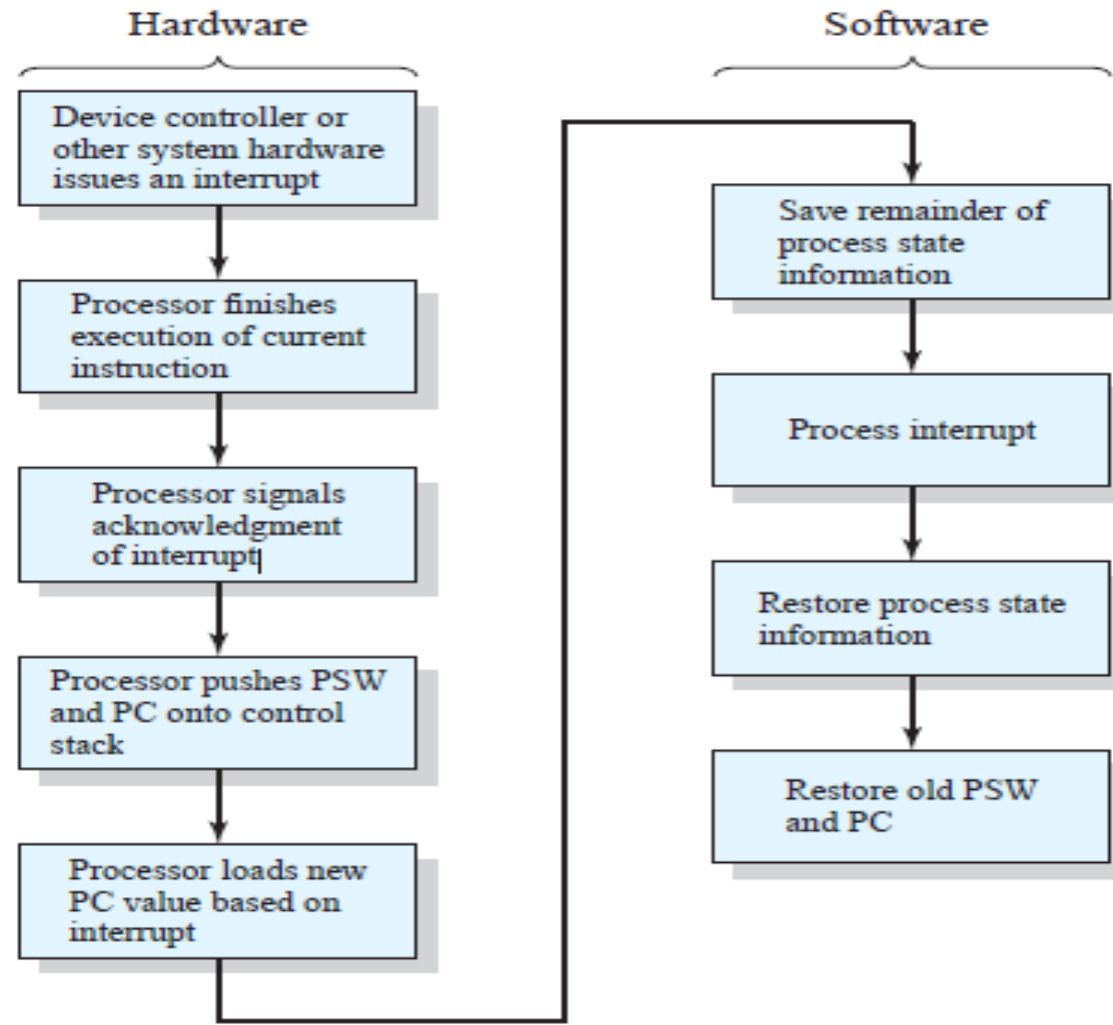 Hardware
Device controller or
other system hardware
issues an interrupt
Processor finishes
execution of current
instruction
Processor signals
acknowledgment
of interrupt
Processor pushes PSW
and PC onto control
stack
Processor loads new
PC value based on
interrupt
Software
Save remainder of
process state
information
Process interrupt
Restore process state
information
Restore old PSW
and PC